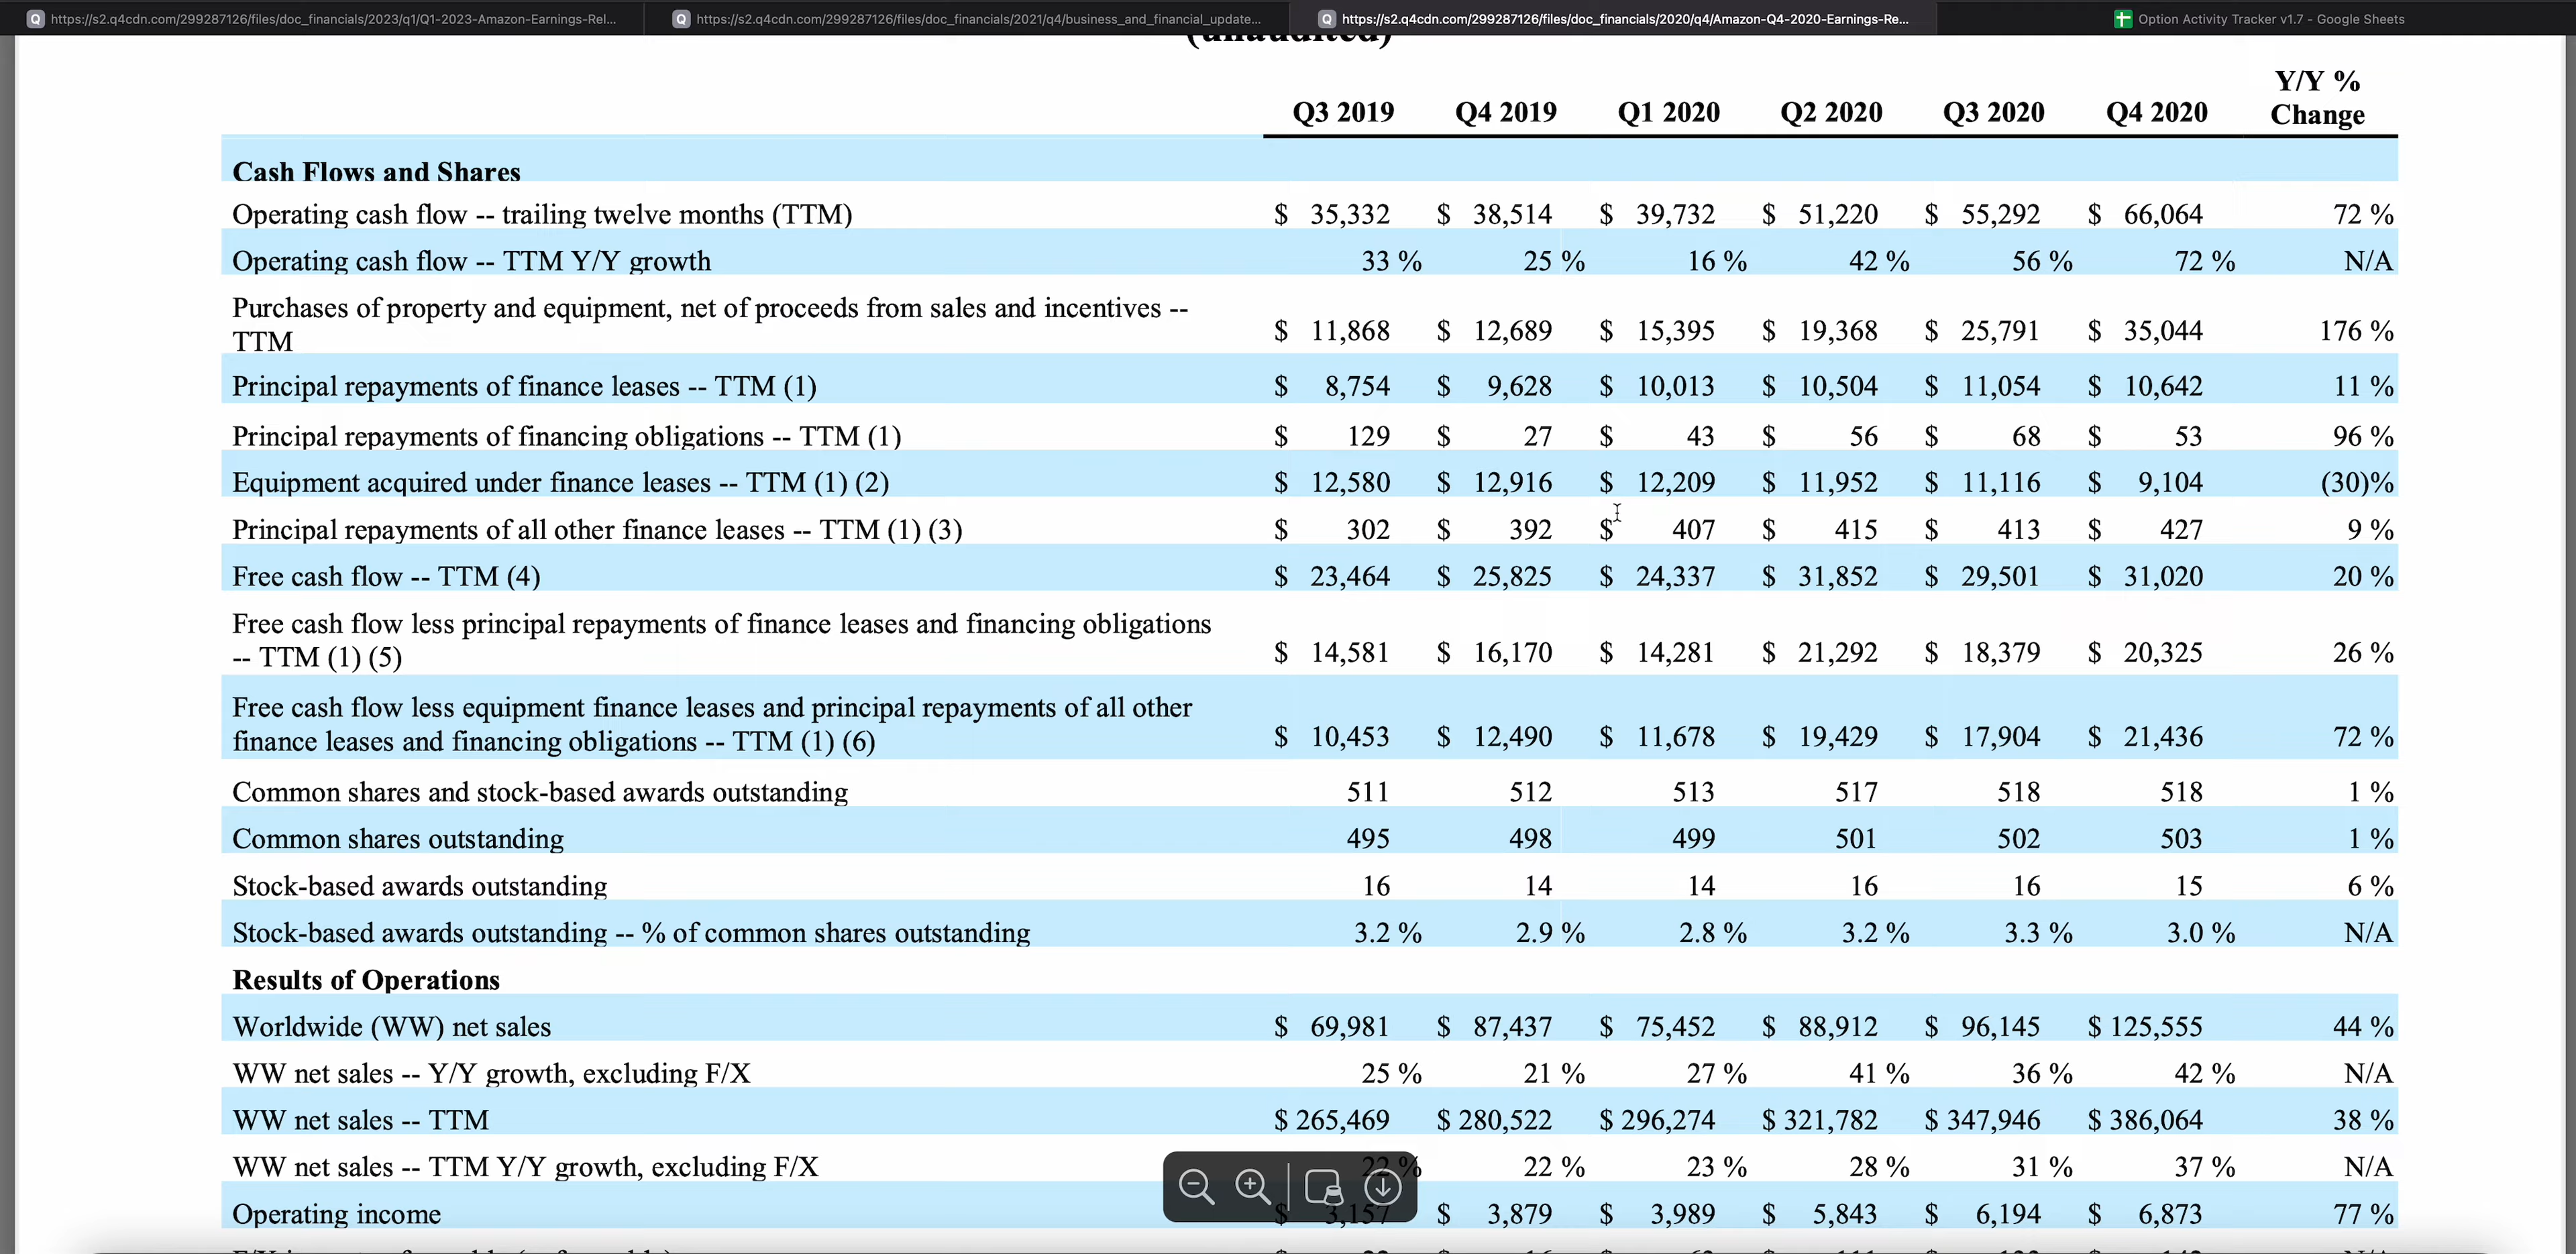 https://s2.q4cdn.com/299287126/files/doc_financials/2023/q1/Q1-2023-Amazon-Earnings-Rel... https://s2.q4cdn.com/299287126/files/doc_financials/2021/q4/business_and_financial_update... https://s2.q4cdn.com/299287126/files/doc_financials/2020/q4/Amazon-Q4-2020-Earnings-Re... Option Activity Tracker v1.7 - Google Sheets
(unaudited)
Y/Y %
Q3 2019 Q4 2019 Q1 2020 Q2 2020 Q3 2020 Q4 2020 Change
Cash Flows and Shares
Operating cash flow -- trailing twelve months (TTM) $ 35,332 $ 38,514 $ 39,732 $ 51,220 $ 55,292 $ 66,064 72 %
Operating cash flow -- TTM Y/Y growth 33 % 25 % 16 % 42 % 56 % 72 % N/A
Purchases of property and equipment, net of proceeds from sales and incentives --
TTM $ 11,868 $ 12,689 $ 15,395 $ 19,368 $ 25,791 $ 35,044 176 %
Principal repayments of finance leases -- TTM (1) $ 8,754 $ 9,628 $ 10,013 $ 10,504 $ 11,054 $ 10,642 11 %
Principal repayments of financing obligations -- TTM (1) $ 129 $ 27 $ 43 $ 56 $ 68 $ 53 96 %
Equipment acquired under finance leases -- TTM (1) (2) $ 12,580 $ 12,916 $ 12,209 $ 11,952 $ 11,116 $ 9,104 (30)%
Principal repayments of all other finance leases -- TTM (1) (3) $ 302 $ 392 $ 407 $ 415 $ 413 $ 427 9 %
Free cash flow -- TTM (4) $ 23,464 $ 25,825 $ 24,337 $ 31,852 $ 29,501 $ 31,020 20 %
Free cash flow less principal repayments of finance leases and financing obligations
-- TTM (1) (5) $ 14,581 $ 16,170 $ 14,281 $ 21,292 $ 18,379 $ 20,325 26 %
Free cash flow less equipment finance leases and principal repayments of all other
finance leases and financing obligations -- TTM (1) (6) $ 10,453 $ 12,490 $ 11,678 $ 19,429 $ 17,904 $ 21,436 72 %
Common shares and stock-based awards outstanding 511 512 513 517 518 518 1 %
Common shares outstanding 495 498 499 501 502 503 1 %
Stock-based awards outstanding 16 14 14 16 16 15 6 %
Stock-based awards outstanding -- % of common shares outstanding 3.2 % 2.9 % 2.8 % 3.2 % 3.3 % 3.0 % N/A
Results of Operations
Worldwide (WW) net sales $ 69,981 $ 87,437 $ 75,452 $ 88,912 $ 96,145 $ 125,555 44 %
WW net sales -- Y/Y growth, excluding F/X 25 % 21 % 27 % 41 % 36 % 42 % N/A
WW net sales -- TTM $ 265,469 $ 280,522 $ 296,274 $ 321,782 $ 347,946 $ 386,064 38 %
WW net sales -- TTM Y/Y growth, excluding F/X 22 % 22 % 23 % 28 % 31 % 37 % N/A
Operating income $ 3,157 $ 3,879 $ 3,989 $ 5,843 $ 6,194 $ 6,873 77 %